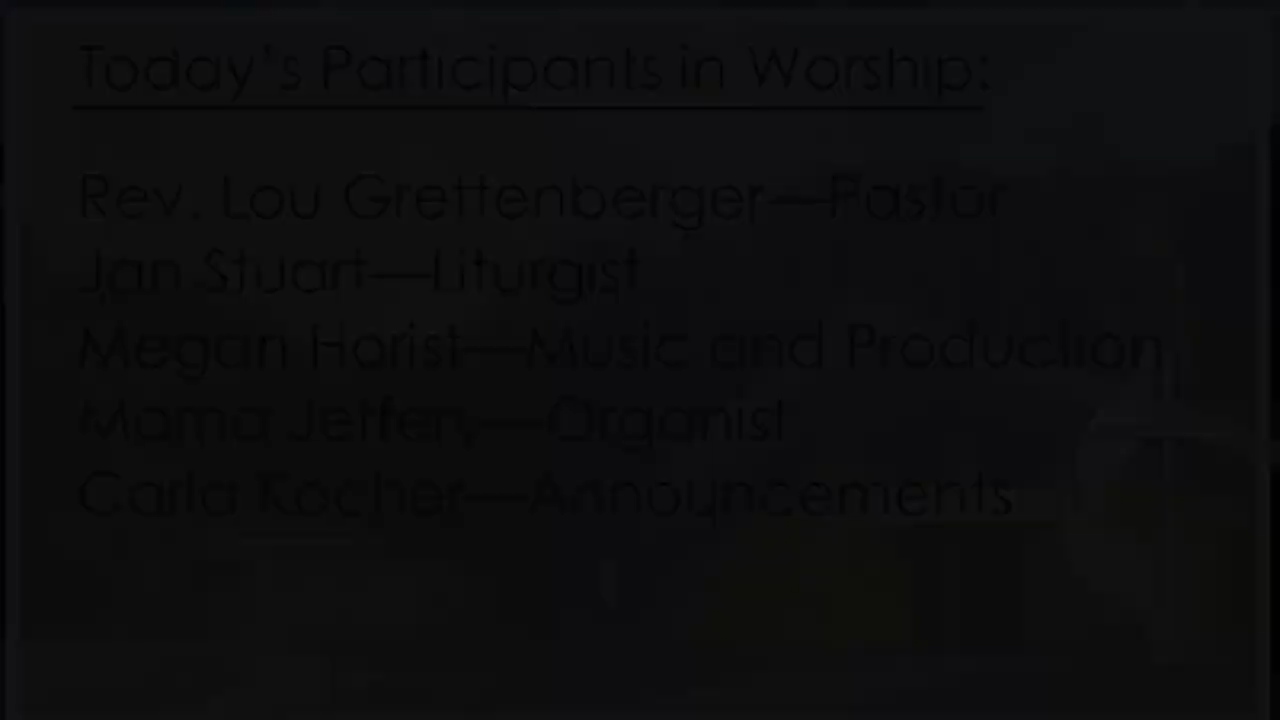 Today's Participants in Worship:
Rev. Lou Grettenberger—Pastor
Jan Stuart—Liturgist
Megan Harist—Music and Production
Organist
Carla Kocher—Announcements